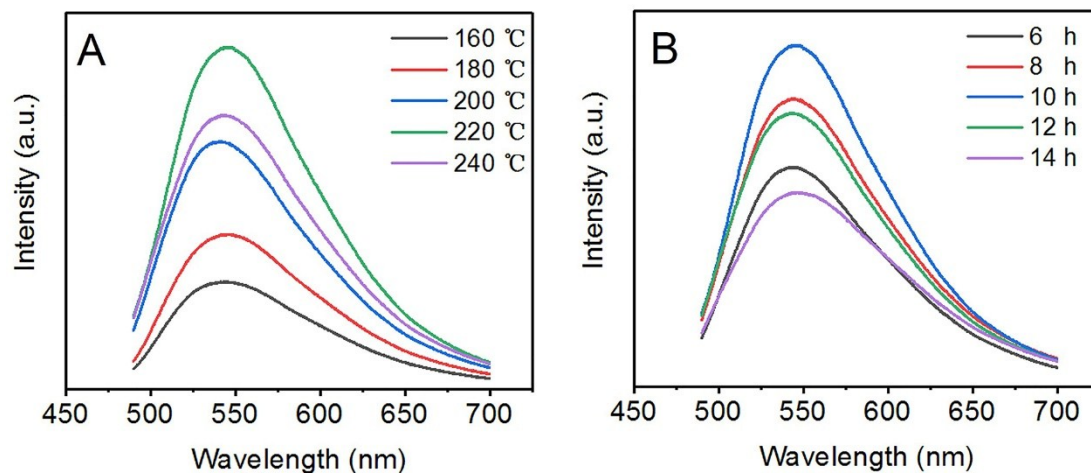 A
160 ℃
180 ℃
200 ℃
220 ℃
240 ℃
Intensity (a.u.)
450 500 550 600 650 700
Wavelength (nm)
B
6 h
8 h
10 h
12 h
14 h
Intensity (a.u.)
450 500 550 600 650 700
Wavelength (nm)